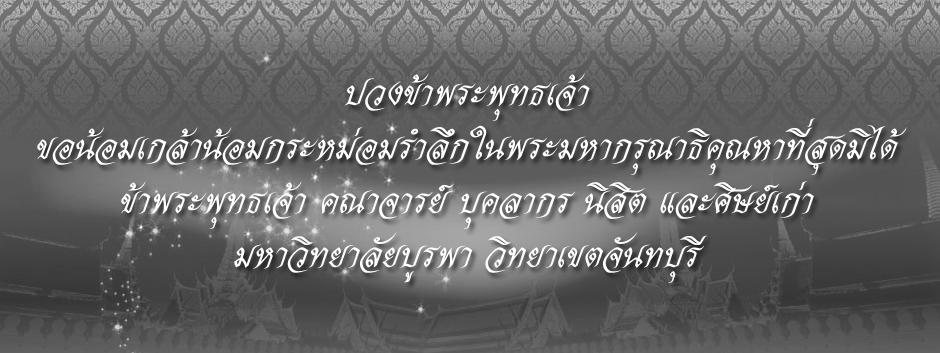 ปวงข้าพระพุทธเจ้า
ขอน้อมเกล้าน้อมกระหม่อมรำลึกในพระมหากรุณาธิคุณหาที่สุดมิได้
ข้าพระพุทธเจ้า คณาจารย์ บุคลากร นิสิต และศิษย์เก่า
มหาวิทยาลัยบูรพา วิทยาเขตจันทบุรี